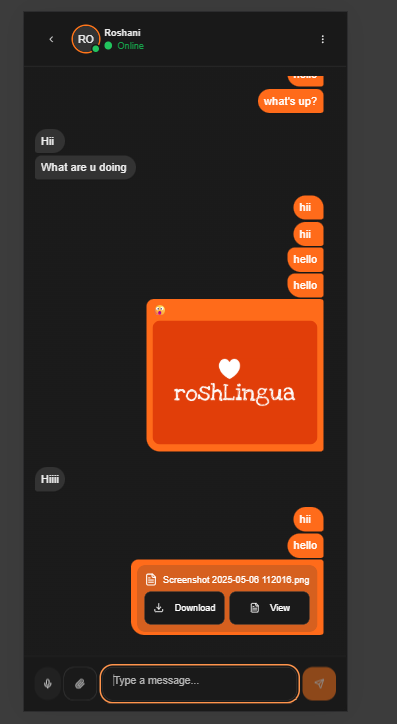 RO
Roshani
Online
hello
what's up?
Hii
What are u doing
hii
hii
hello
hello
roshLingua
Hiiii
hii
hello
Screenshot 2025-05-06 112016.png
Download
View
Type a message...